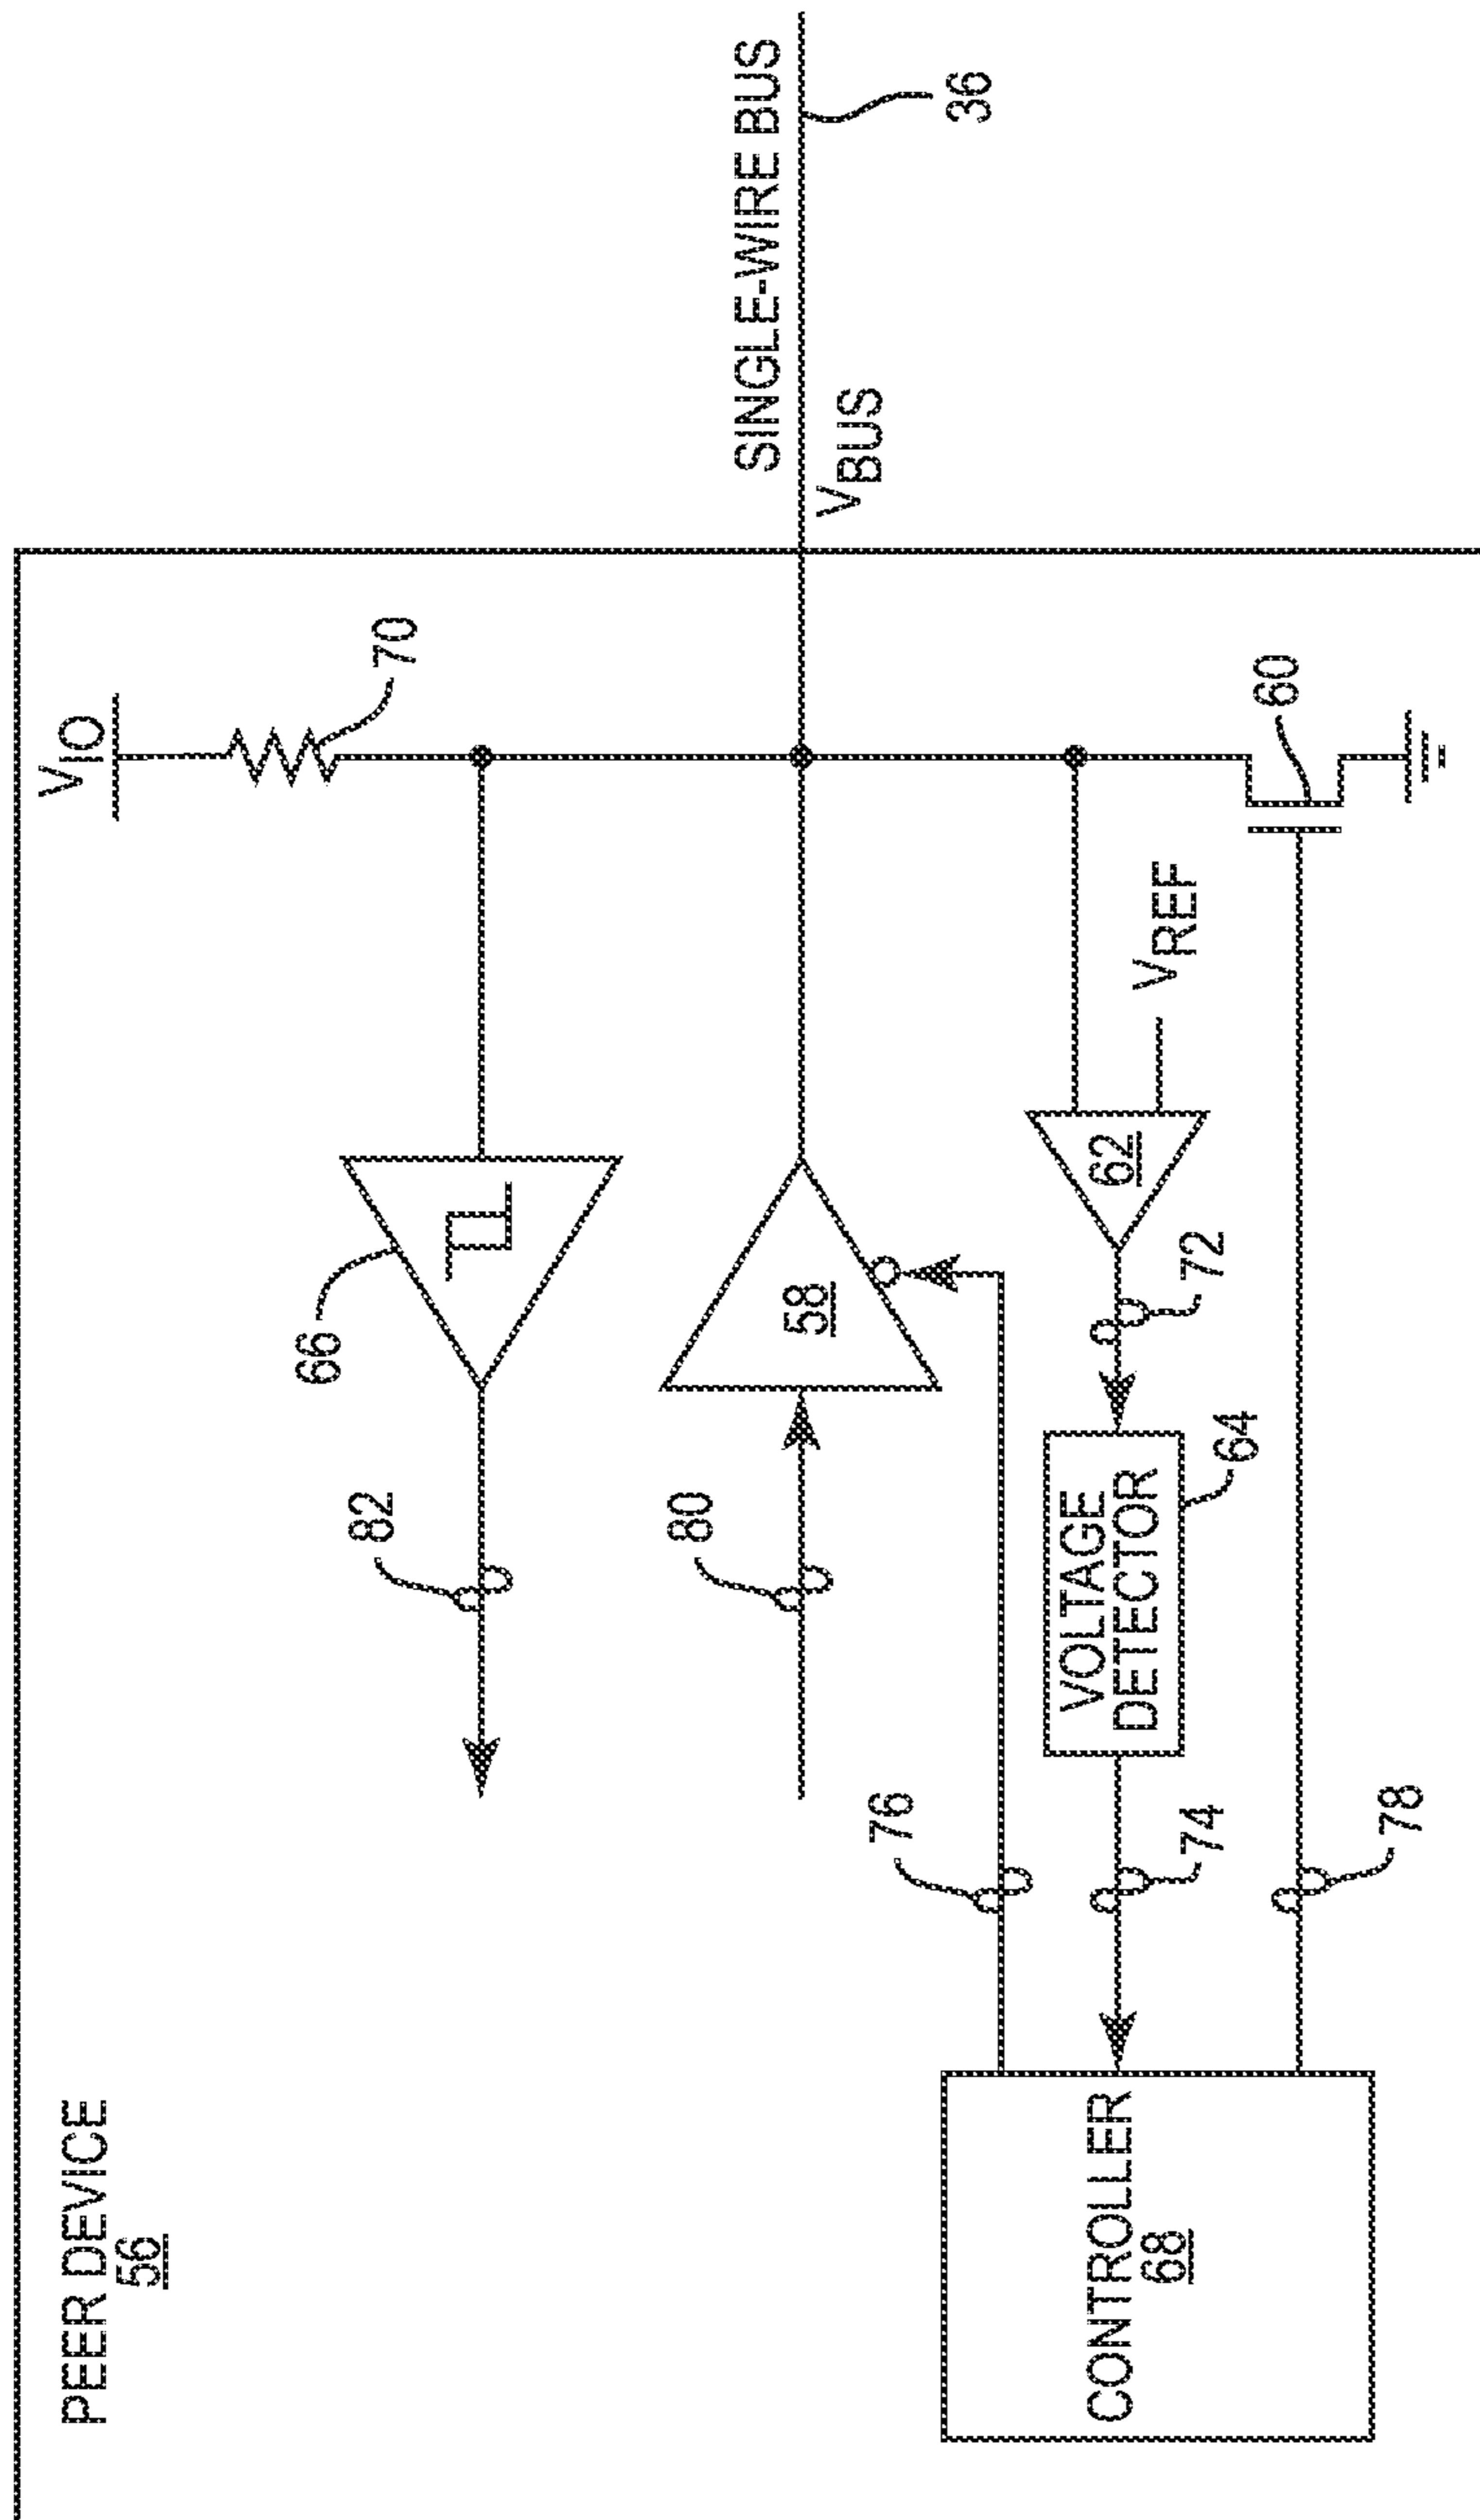 PEER DEVICE
56
VIO
70
66
82
SINGLE-WIRE BUS
VBUS
36
80
58
76
CONTROLLER
68
74
VOLTAGE
DETECTOR
64
72
62
VREF
60
78